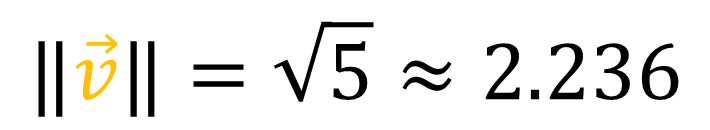 ‖v⃗‖ = √5 ≈ 2.236